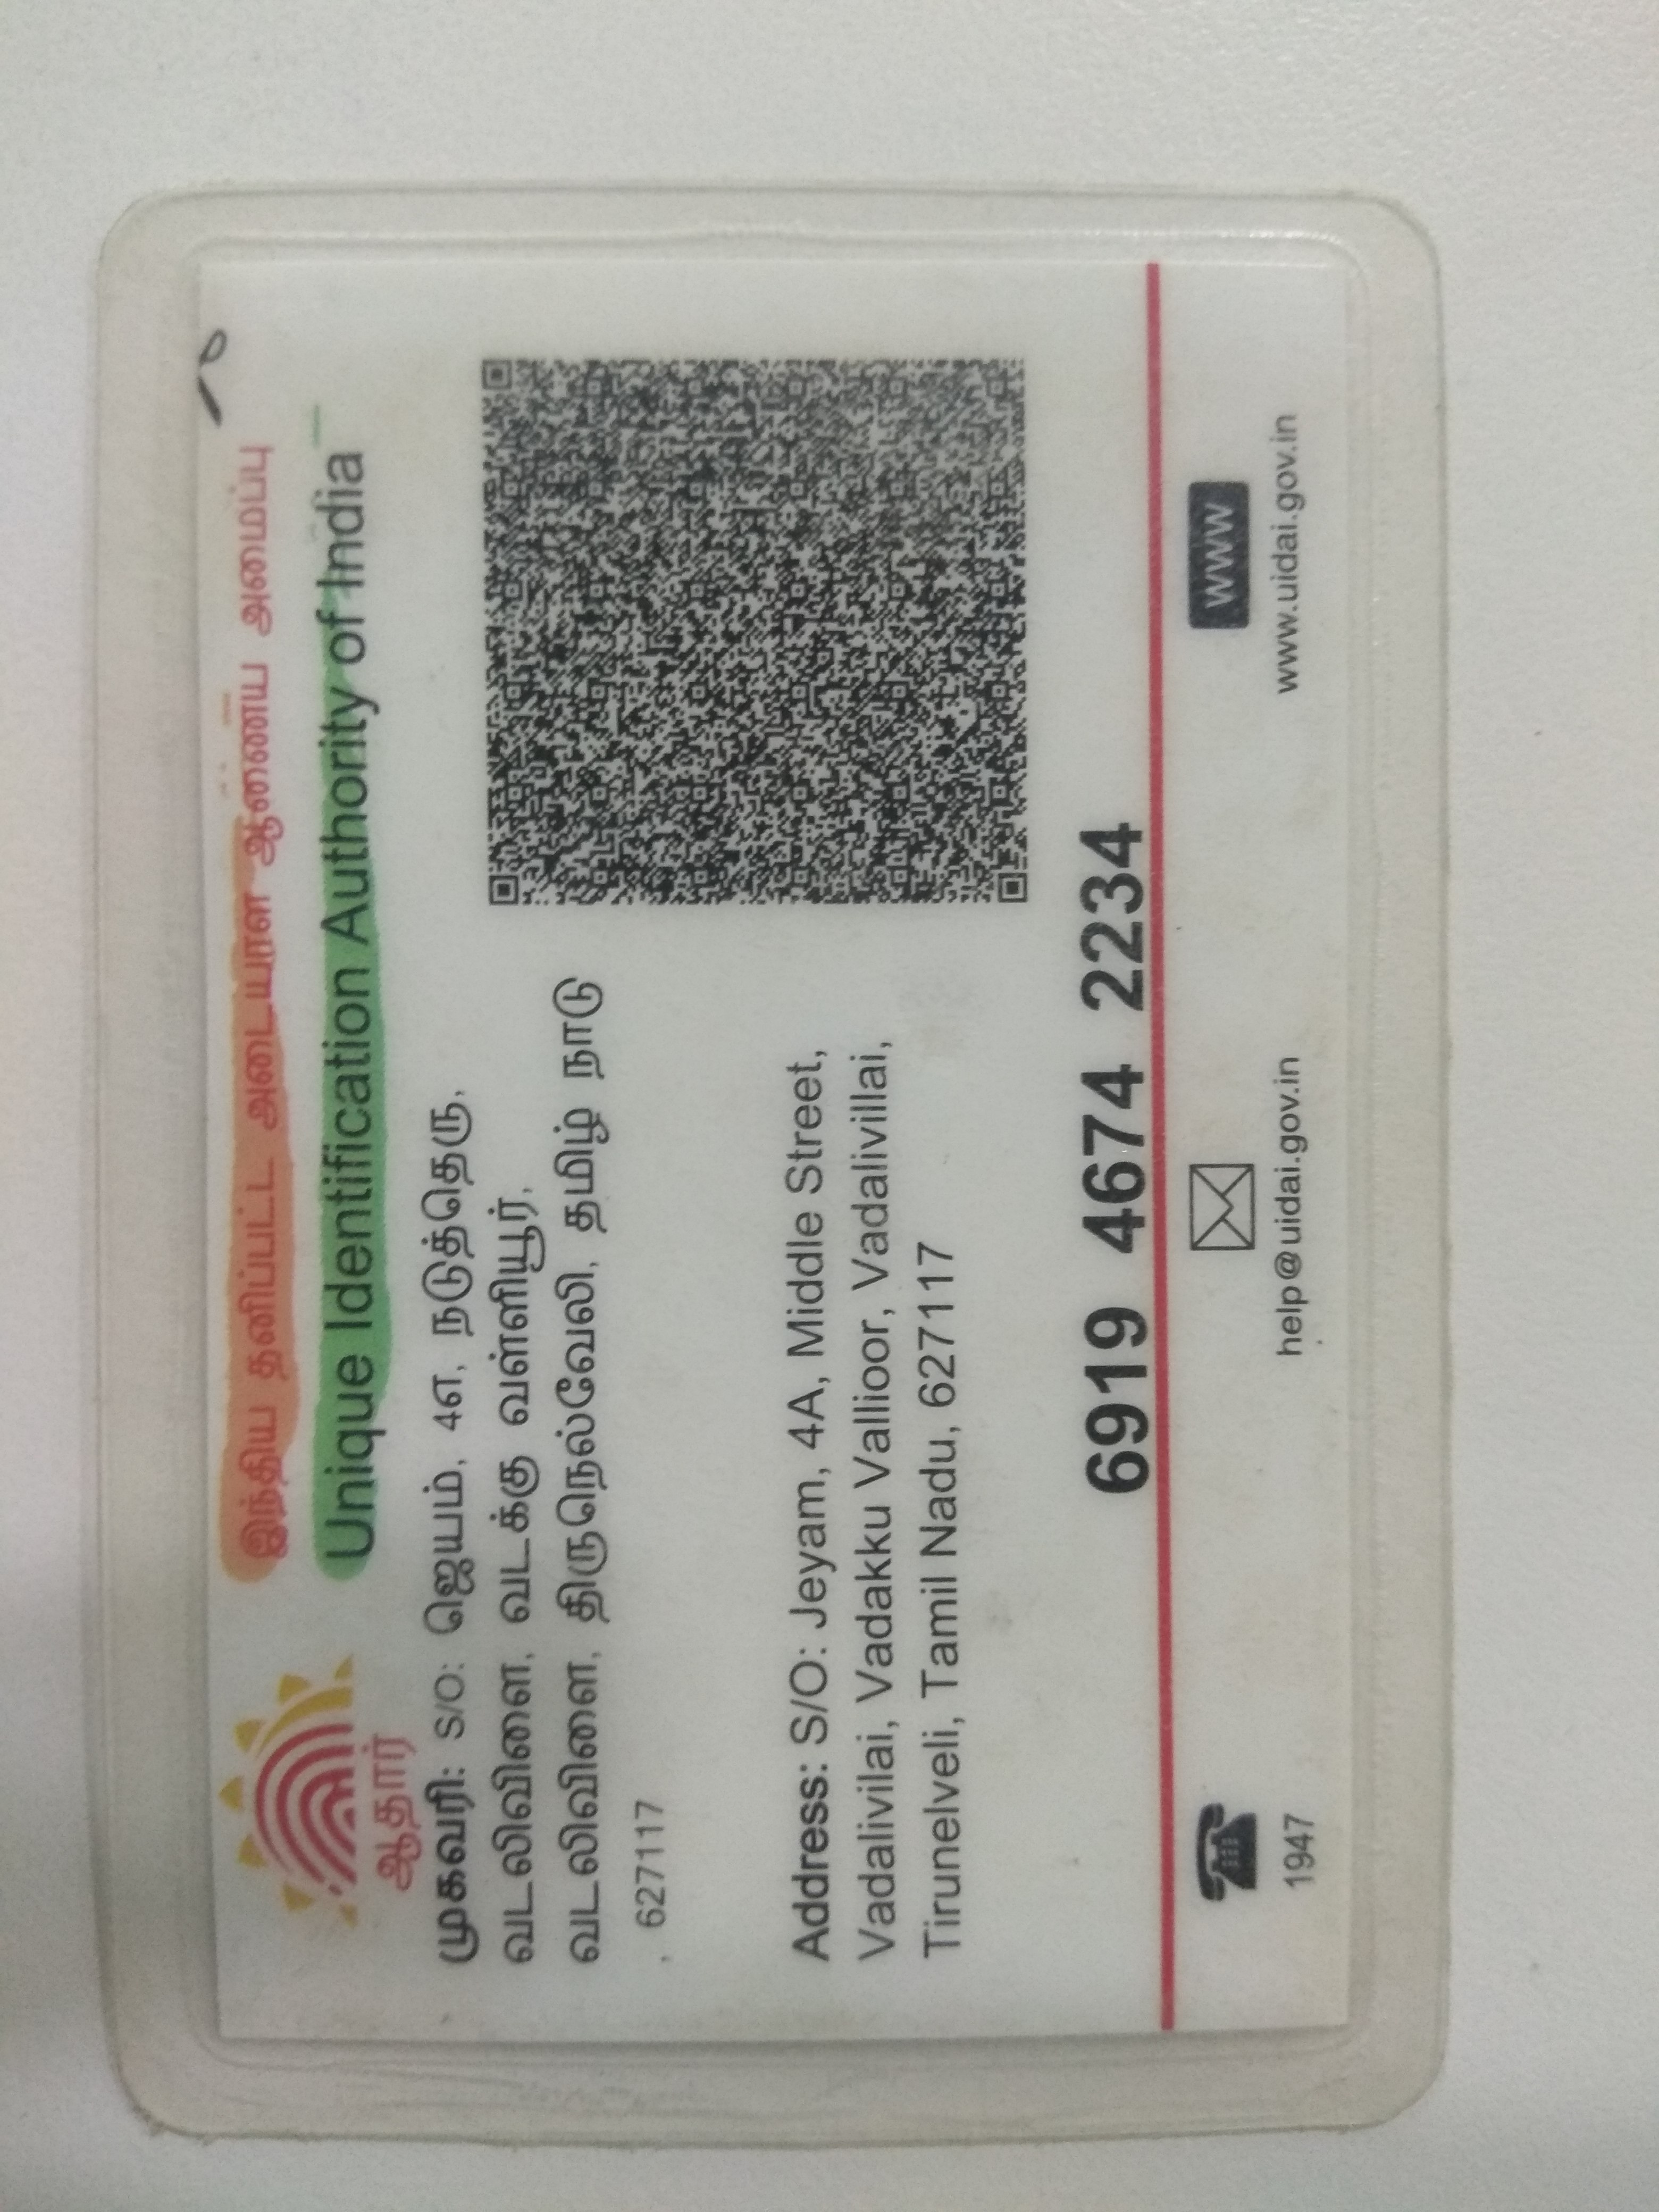 இந்திய தனிப்பட்ட அடையாள ஆணைய அமைப்பு
Unique Identification Authority of India
ஆதார்
முகவரி: S/O: ஜெயம், 4எ, நடுத்தெரு,
வடலிவிளை, வடக்கு வள்ளியூர்,
வடலிவிளை, திருநெல்வேலி, தமிழ் நாடு
, 627117
Address: S/O: Jeyam, 4A, Middle Street,
Vadalivilai, Vadakku Vallioor, Vadalivillai,
Tirunelveli, Tamil Nadu, 627117
6919 4674 2234
WWW
1947
help@uidai.gov.in
www.uidai.gov.in